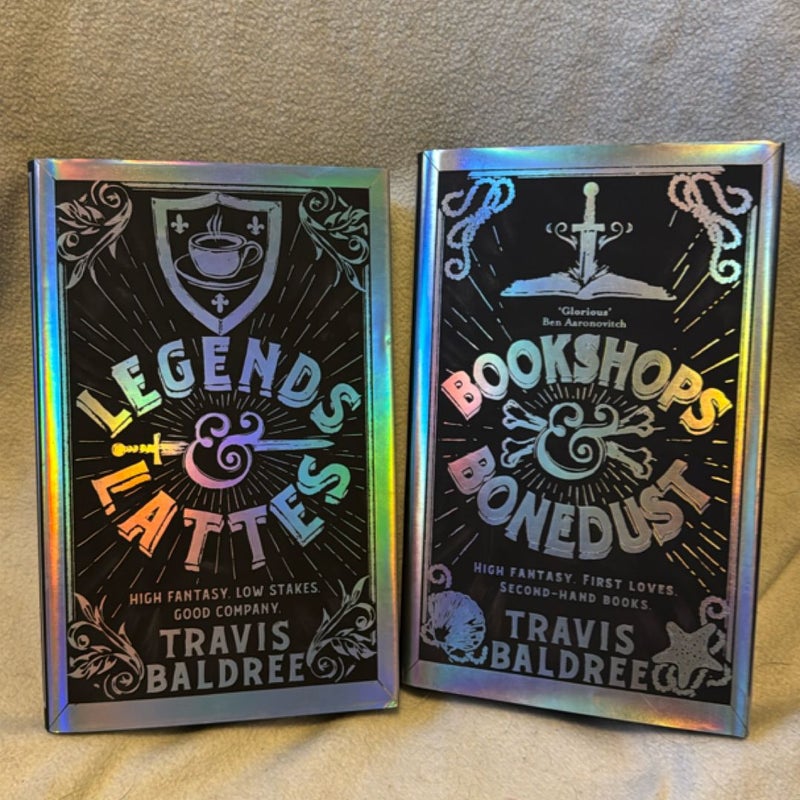 LEGENDS
&
LATTES
HIGH FANTASY. LOW STAKES.
GOOD COMPANY.
TRAVIS
BALDREE
'Glorious'
Ben Aaronovitch
BOOKSHOPS
&
BONEDUST
HIGH FANTASY. FIRST LOVES.
SECOND-HAND BOOKS.
TRAVIS
BALDREE